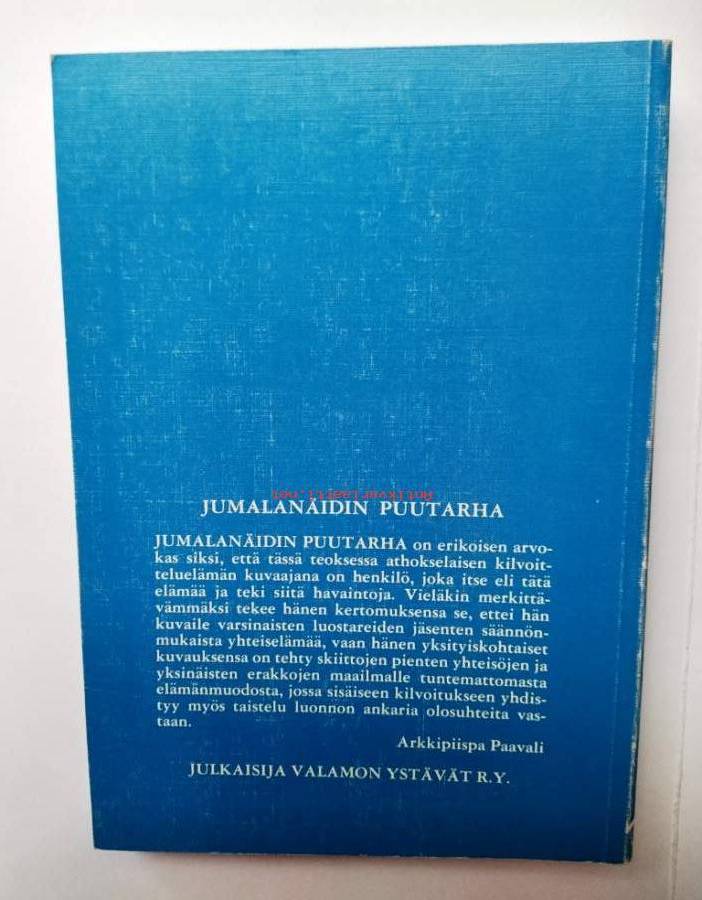 Antikvariaatti.net
JUMALANÄIDIN PUUTARHA
JUMALANÄIDIN PUUTARHA on erikoisen arvo-
kas siksi, että tässä teoksessa athokselaisen kilvoit-
teluelämän kuvaajana on henkilö, joka itse eli tätä
elämää ja teki siitä havaintoja. Vieläkin merkittä-
vämmäksi tekee hänen kertomuksensa se, ettei hän
kuvaile varsinaisten luostareiden jäsenten säännön-
mukaista yhteiselämää, vaan hänen yksityiskohtaiset
kuvauksensa on tehty skiittojen pienten yhteisöjen ja
yksinäisten erakkojen maailmalle tuntemattomasta
elämänmuodosta, jossa sisäiseen kilvoitukseen yhdis-
tyy myös taistelu luonnon ankaria olosuhteita vas-
taan.
Arkkipiispa Paavali
JULKAISIJA VALAMON YSTÄVÄT R.Y.